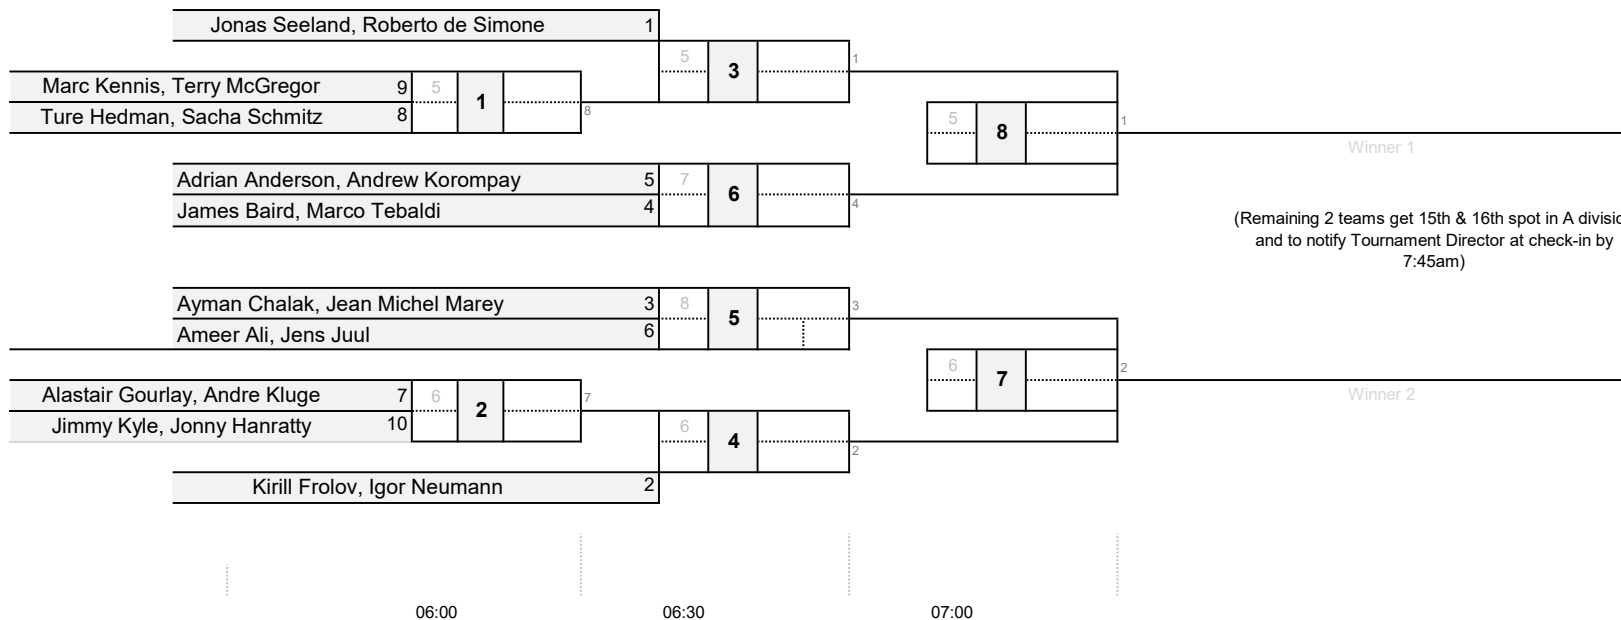 Jonas Seeland, Roberto de Simone 1
5 3 1
Marc Kennis, Terry McGregor 9
5 1 8
Ture Hedman, Sacha Schmitz 8
5 8 1
Winner 1
Adrian Anderson, Andrew Korompay 5
7 6 4
James Baird, Marco Tebaldi 4
(Remaining 2 teams get 15th & 16th spot in A divisio
and to notify Tournament Director at check-in by
7:45am)
Ayman Chalak, Jean Michel Marey 3
8 5 3
Ameer Ali, Jens Juul 6
6 7 2
Winner 2
Alastair Gourlay, Andre Kluge 7
6 2 7
Jimmy Kyle, Jonny Hanratty 10
6 4 2
Kirill Frolov, Igor Neumann 2
06:00 06:30 07:00